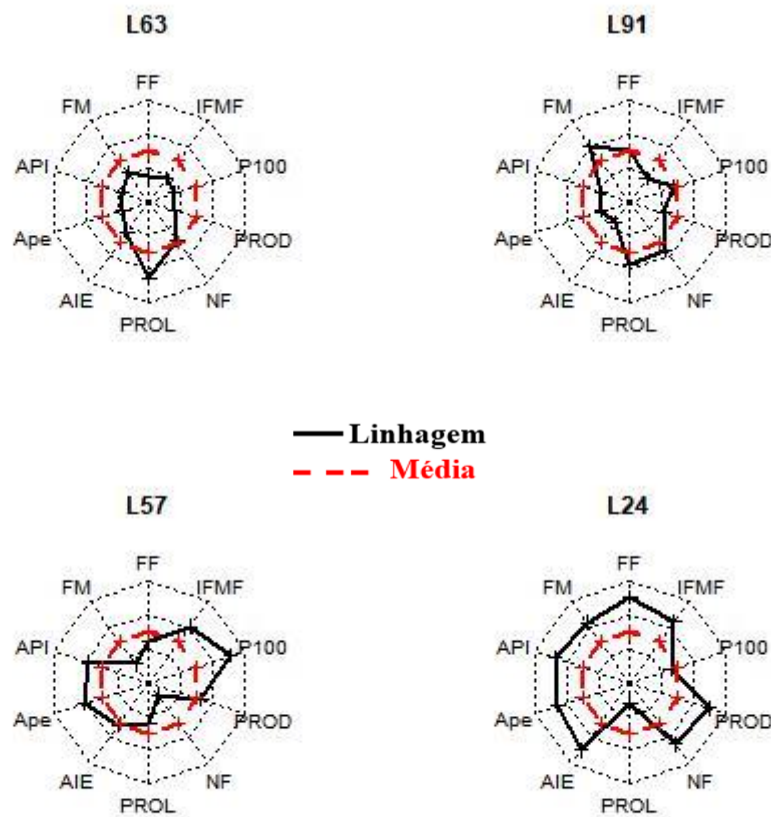 L63
FF
FM
IFMF
API
P100
Ape
PROD
AIE
NF
PROL
L91
FF
FM
IFMF
API
P100
Ape
PROD
AIE
NF
PROL
Linhagem
Média
L57
FF
FM
IFMF
API
P100
Ape
PROD
AIE
NF
PROL
L24
FF
FM
IFMF
API
P100
Ape
PROD
AIE
NF
PROL